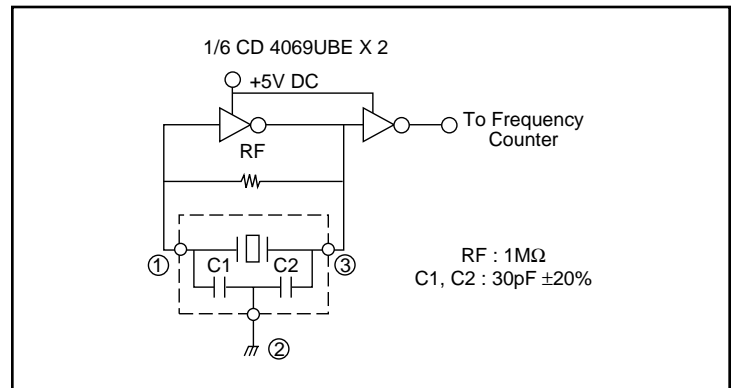 1/6 CD 4069UBE X 2
+5V DC
To Frequency
Counter
RF
① C1 C2 ③
RF : 1MΩ
C1, C2 : 30pF ±20%
②